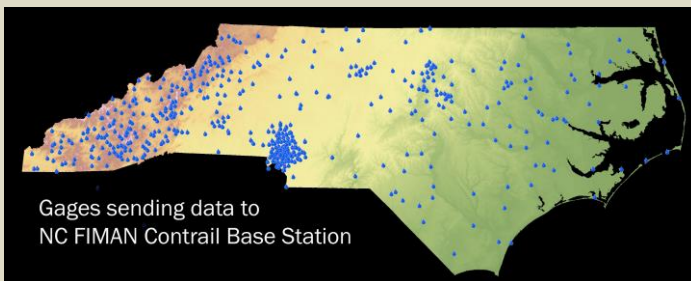 Gages sending data to
NC FIMAN Contrail Base Station